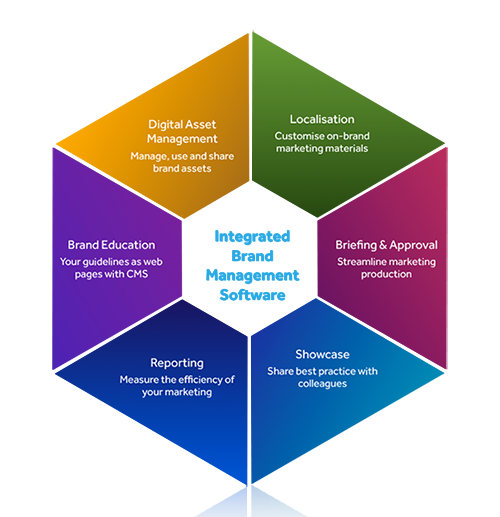 Digital Asset
Management
Manage, use and share
brand assets
Localisation
Customise on-brand
marketing materials
Brand Education
Your guidelines as web
pages with CMS
Integrated
Brand
Management
Software
Briefing & Approval
Streamline marketing
production
Reporting
Measure the efficiency of
your marketing
Showcase
Share best practice with
colleagues